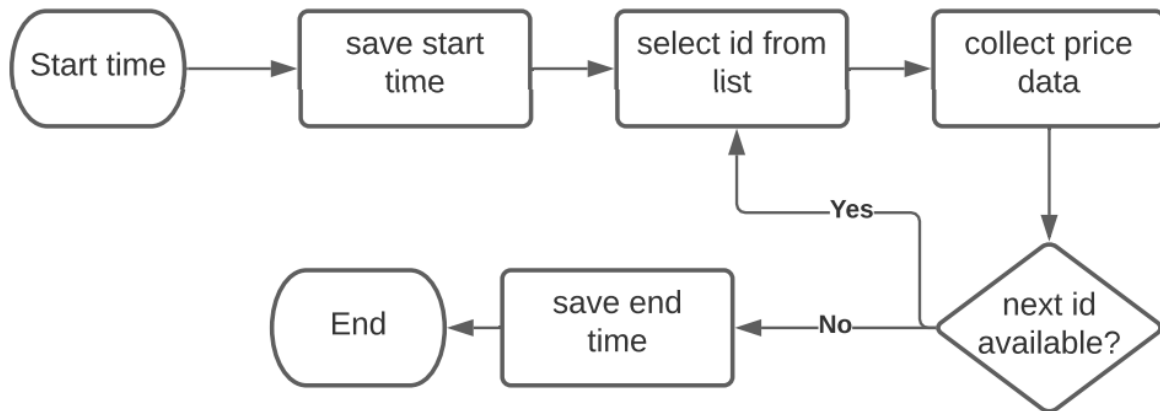 Start time
save start
time
select id from
list
collect price
data
Yes
next id
available?
No
save end
time
End